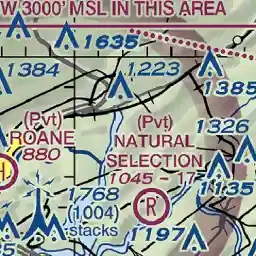 W 3000' MSL IN THIS AREA
1635
1384
1223
1385
(Pvt)
ROANE
880
H
(Pvt)
NATURAL
SELECTION
1045 - 17
R
1326
1135
1768
(1004)
stacks
1197